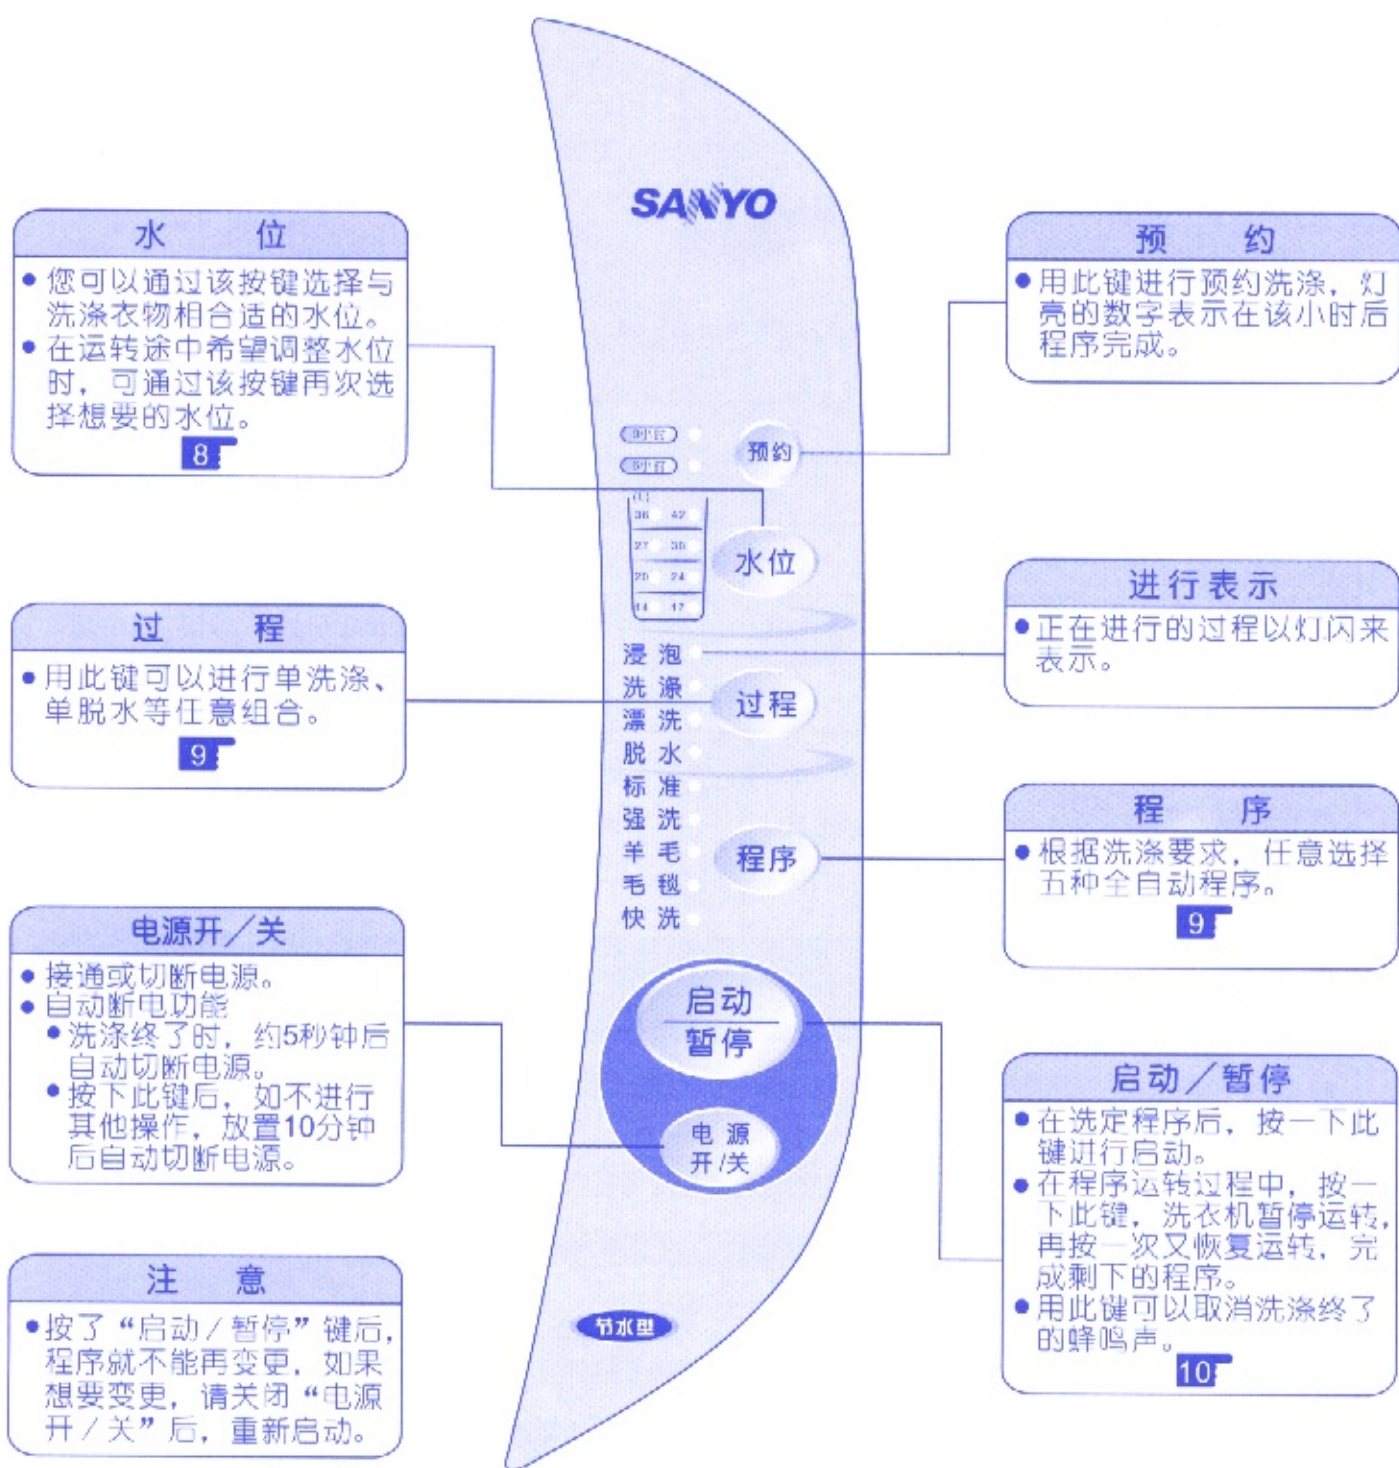 SANYO
水 位
● 您可以通过该按键选择与
洗涤衣物相合适的水位。
● 在运转途中希望调整水位
时，可通过该按键再次选
择想要的水位。
8
过 程
● 用此键可以进行单洗涤、
单脱水等任意组合。
9
电源开／关
● 接通或切断电源。
● 自动断电功能
● 洗涤终了时，约5秒钟后
自动切断电源。
● 按下此键后，如不进行
其他操作，放置10分钟
后自动切断电源。
注 意
● 按了“启动／暂停”键后，
程序就不能再变更，如果
想要变更，请关闭“电源
开／关”后，重新启动。
小时
预约
小时
(L)
36 42
27 30
20 24
14 17
水位
浸泡
洗涤
漂洗
脱水
过程
标准
强洗
羊毛
毛毯
快洗
程序
启动
暂停
电源
开/关
节水型
预 约
● 用此键进行预约洗涤，灯
亮的数字表示在该小时后
程序完成。
进行表示
● 正在进行的过程以灯闪来
表示。
程 序
● 根据洗涤要求，任意选择
五种全自动程序。
9
启动／暂停
● 在选定程序后，按一下此
键进行启动。
● 在程序运转过程中，按一
下此键，洗衣机暂停运转，
再按一次又恢复运转，完
成剩下的程序。
● 用此键可以取消洗涤终了
的蜂鸣声。
10